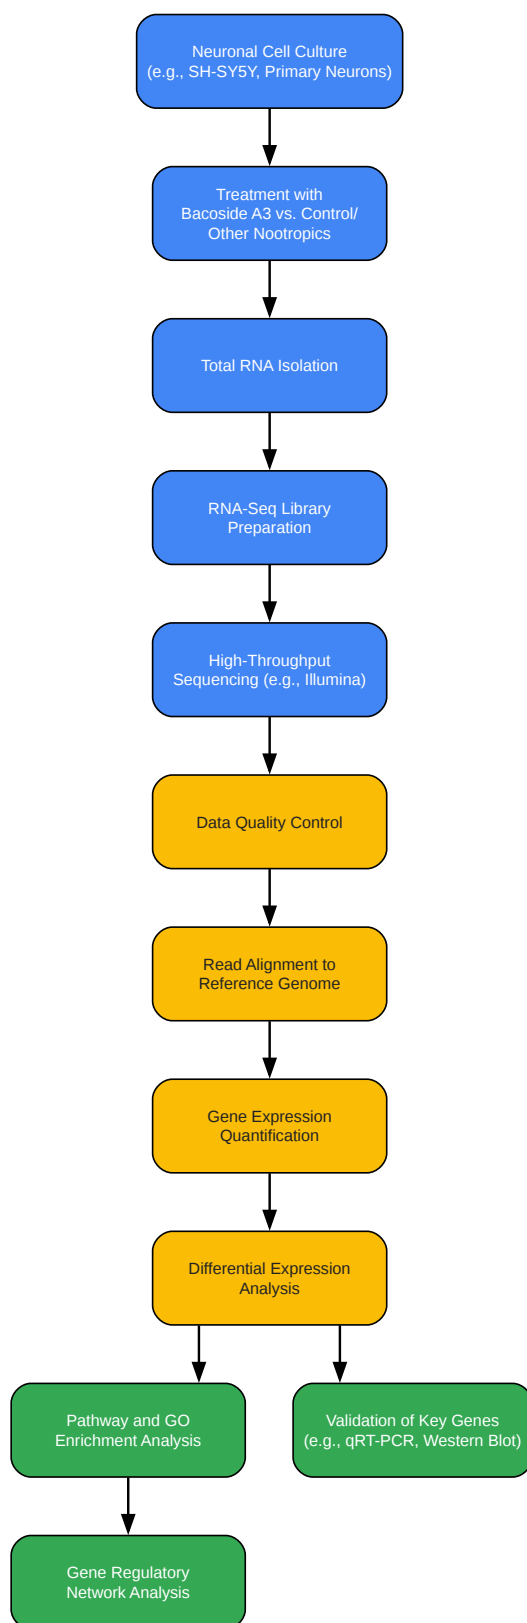 Neuronal Cell Culture
(e.g., SH-SY5Y, Primary Neurons)
Treatment with
Bacoside A3 vs. Control/
Other Nootropics
Total RNA Isolation
RNA-Seq Library
Preparation
High-Throughput
Sequencing (e.g., Illumina)
Data Quality Control
Read Alignment to
Reference Genome
Gene Expression
Quantification
Differential Expression
Analysis
Pathway and GO
Enrichment Analysis
Validation of Key Genes
(e.g., qRT-PCR, Western Blot)
Gene Regulatory
Network Analysis